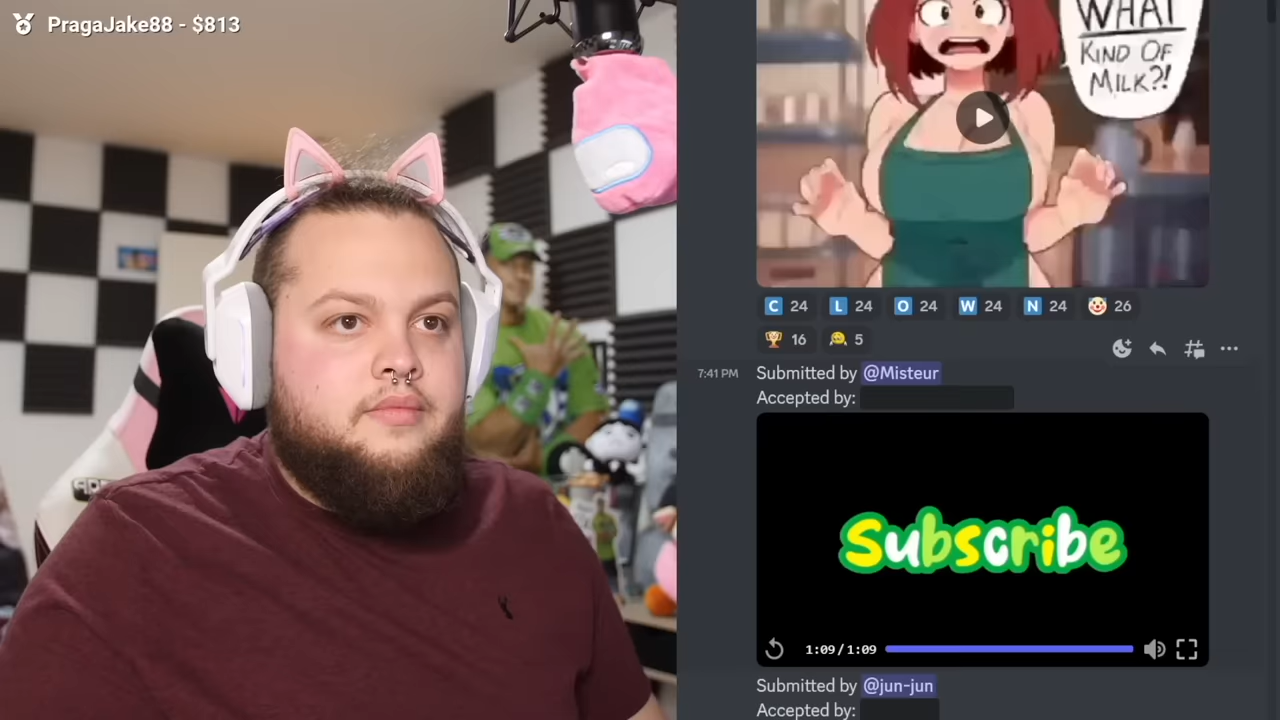 PragaJake88 - $813
WHAT
KIND OF
MILK?!
C 24 L 24 O 24 W 24 N 24 26
16 5
7:41 PM Submitted by @Misteur
Accepted by:
Subscribe
1:09/1:09
Submitted by @jun-jun
Accepted by: